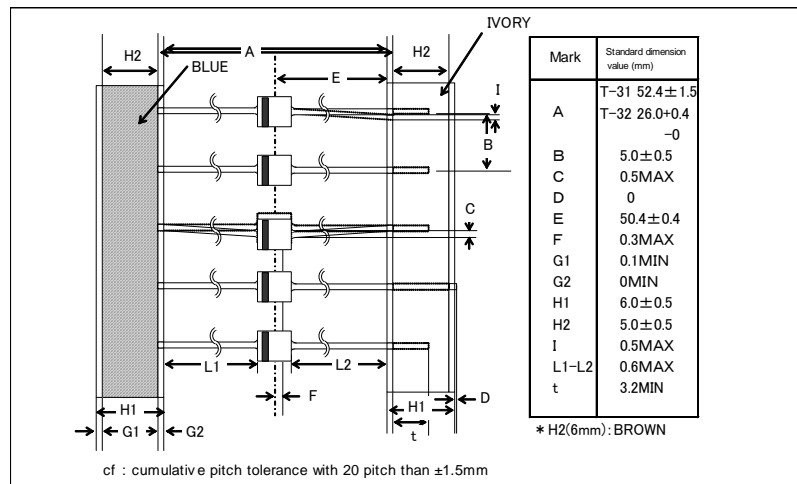 IVORY
H2
A
H2
BLUE
E
I
B
C
L1
L2
F
D
H1
H1
G1
G2
t
cf : cumulative pitch tolerance with 20 pitch than ±1.5mm
Mark Standard dimension value (mm)
A T-31 52.4±1.5
T-32 26.0+0.4
-0
B 5.0±0.5
C 0.5MAX
D 0
E 50.4±0.4
F 0.3MAX
G1 0.1MIN
G2 0MIN
H1 6.0±0.5
H2 5.0±0.5
I 0.5MAX
L1-L2 0.6MAX
t 3.2MIN
* H2(6mm): BROWN